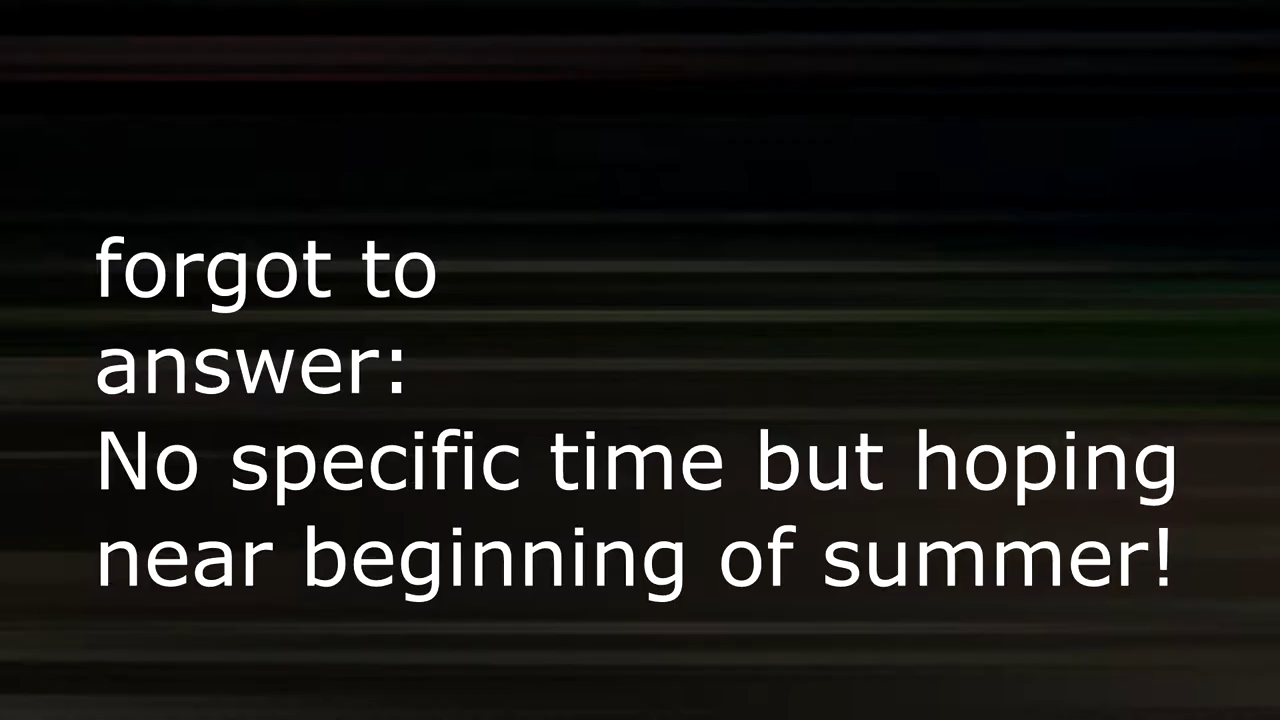 forgot to
answer:
No specific time but hoping
near beginning of summer!